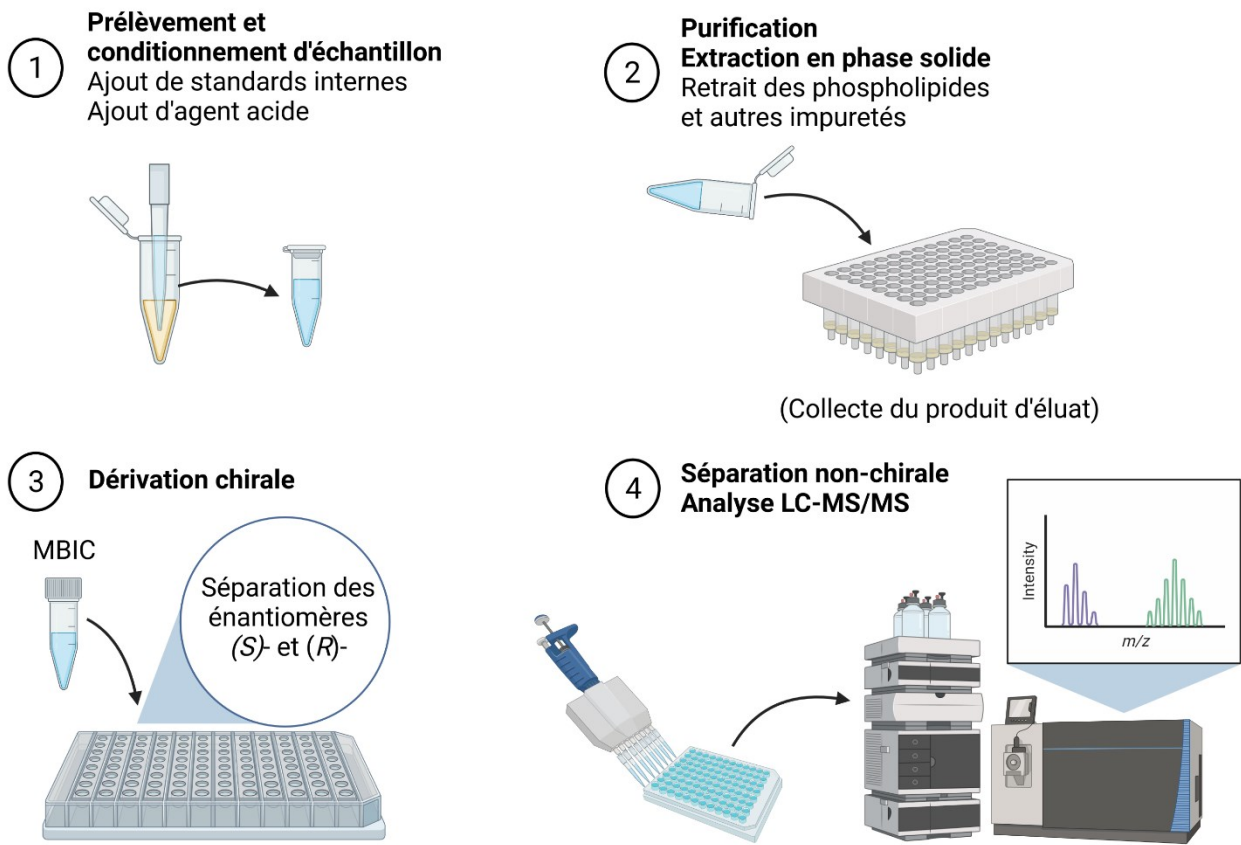 1
Prélèvement et
conditionnement d'échantillon
Ajout de standards internes
Ajout d'agent acide
2
Purification
Extraction en phase solide
Retrait des phospholipides
et autres impuretés
(Collecte du produit d'éluat)
3
Dérivation chirale
MBIC
Séparation des
énantiomères
(S)- et (R)-
4
Séparation non-chirale
Analyse LC-MS/MS
Intensity
m/z